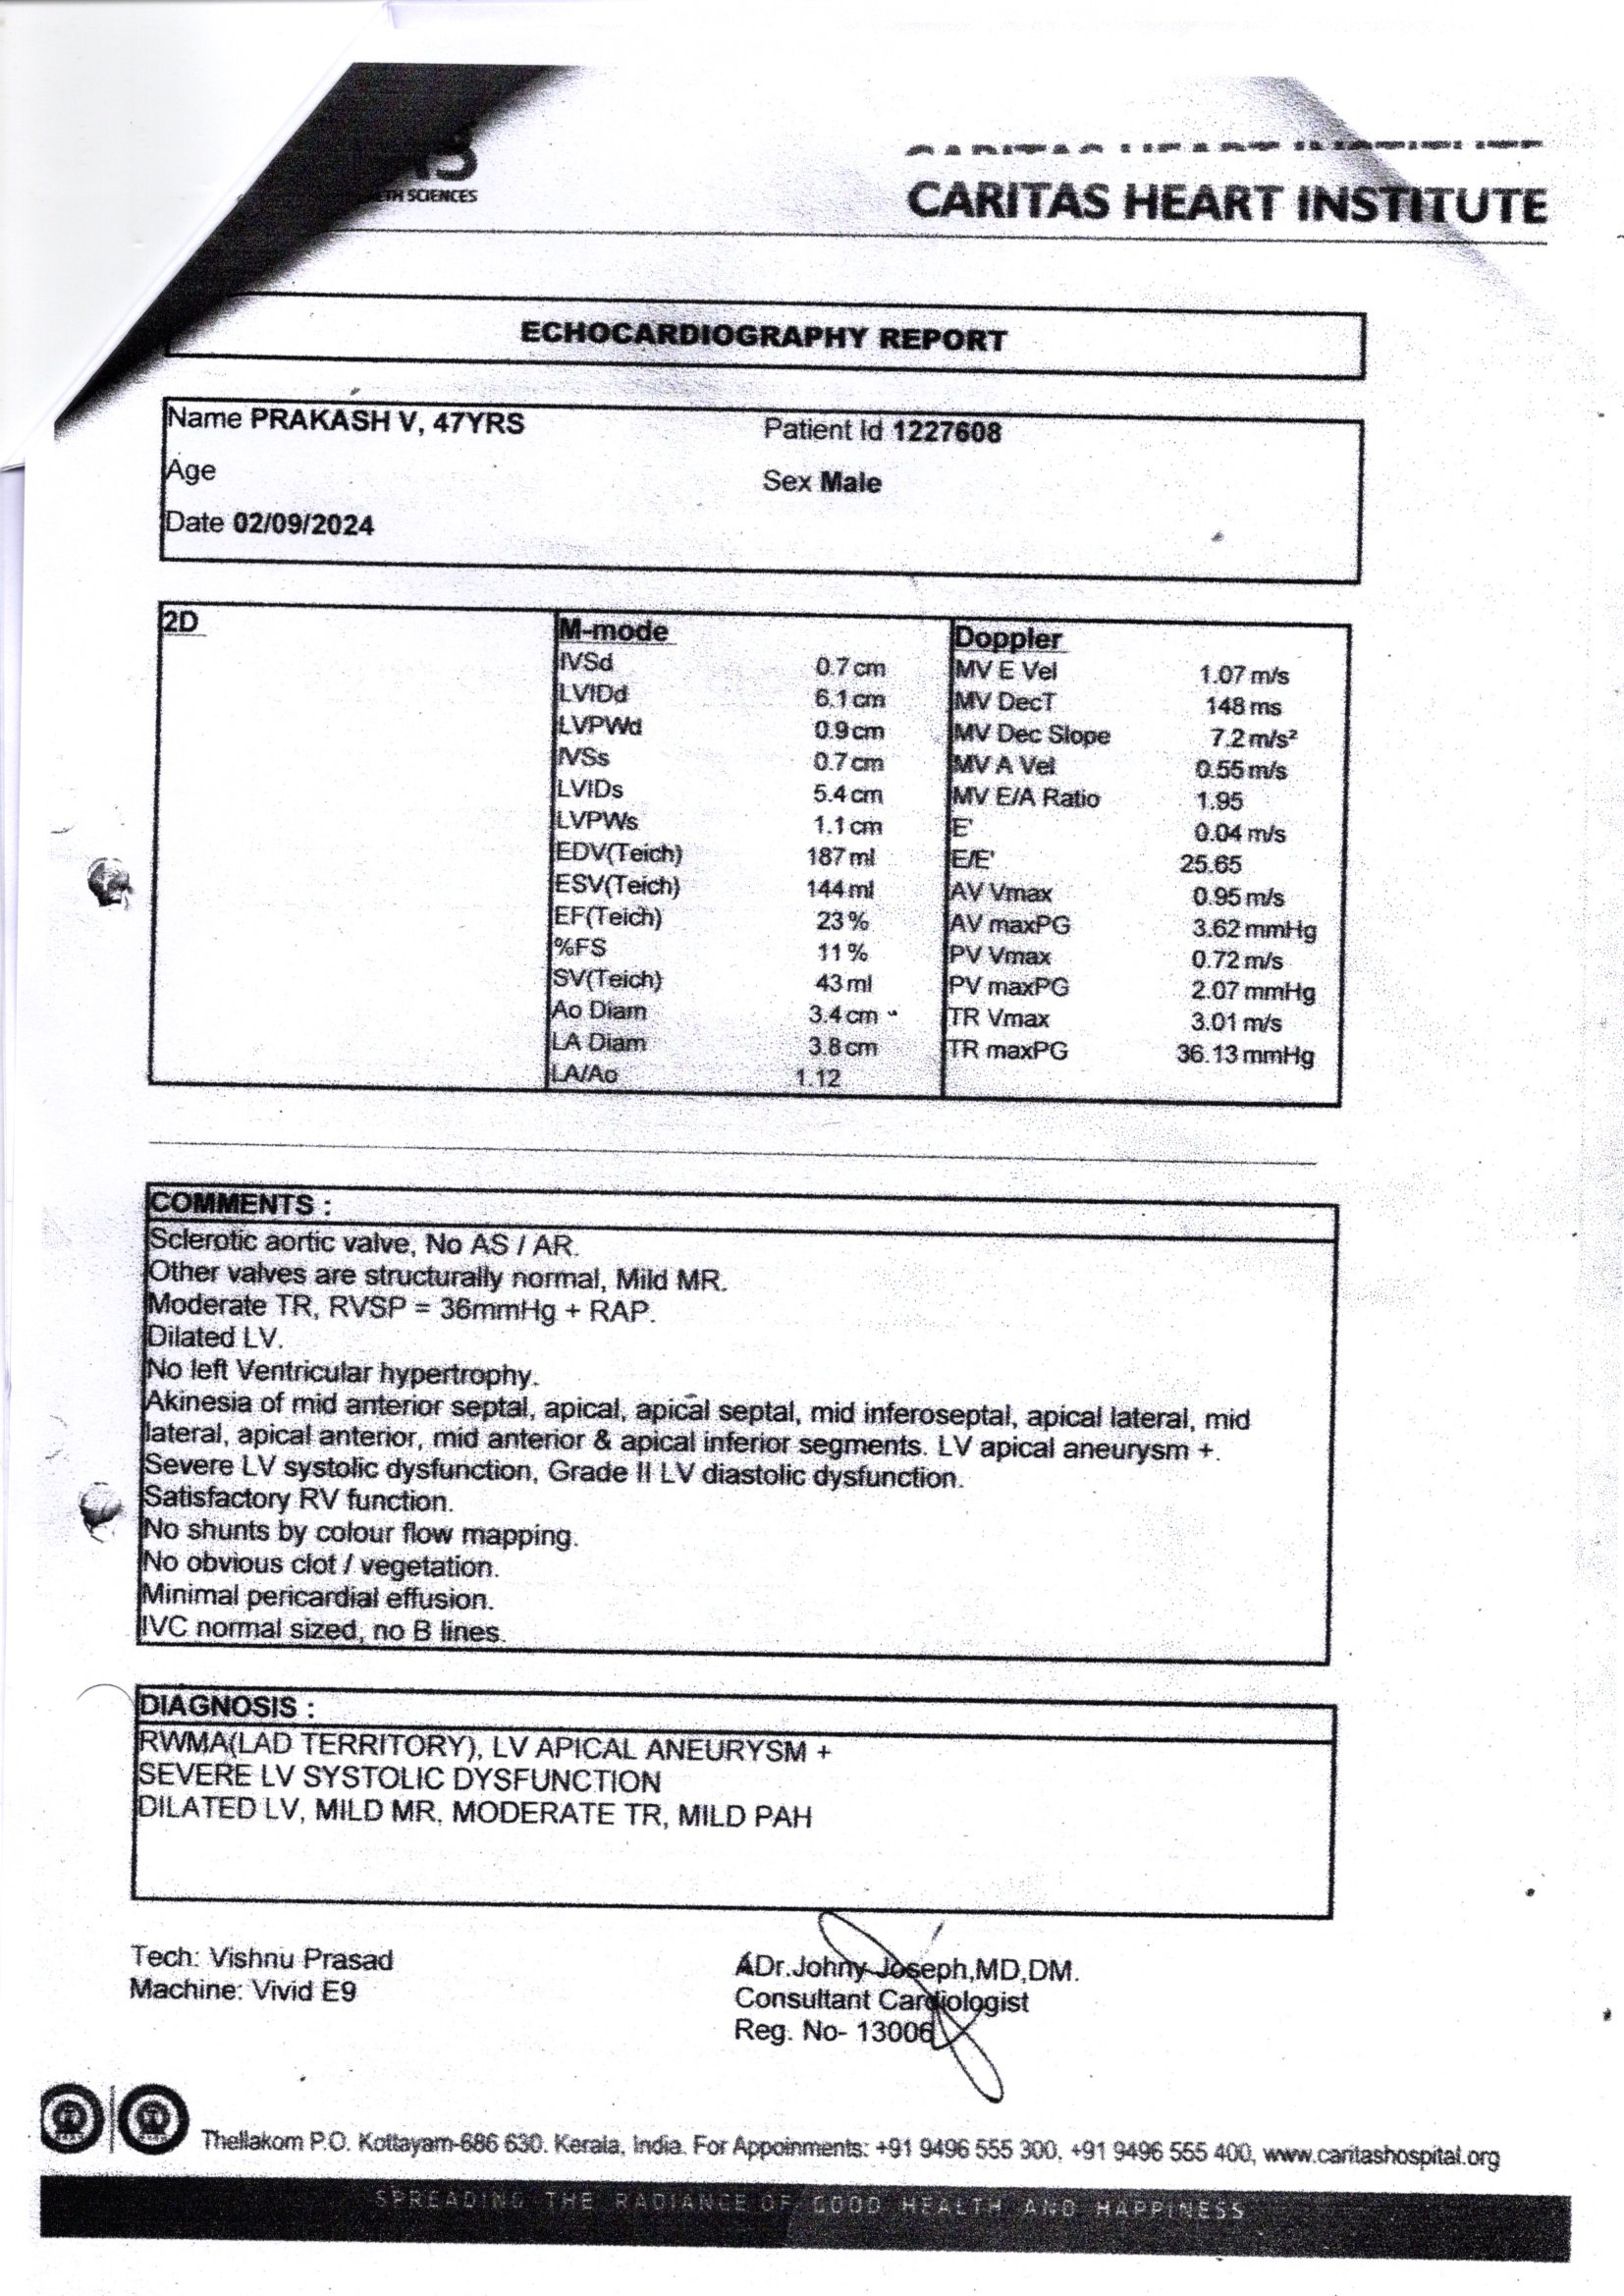 TH SCIENCES
CARITAS HEART INSTITUTE
CARITAS HEART INSTITUTE
ECHOCARDIOGRAPHY REPORT
Name PRAKASH V, 47YRS Patient Id 1227608
Age Sex Male
Date 02/09/2024
2D M-mode Doppler
IVSd 0.7 cm MV E Vel 1.07 m/s
LVIDd 6.1 cm MV DecT 148 ms
LVPWd 0.9 cm MV Dec Slope 7.2 m/s²
IVSs 0.7 cm MV A Vel 0.55 m/s
LVIDs 5.4 cm MV E/A Ratio 1.95
LVPWs 1.1 cm E' 0.04 m/s
EDV(Teich) 187 ml E/E' 25.65
ESV(Teich) 144 ml AV Vmax 0.95 m/s
EF(Teich) 23 % AV maxPG 3.62 mmHg
%FS 11 % PV Vmax 0.72 m/s
SV(Teich) 43 ml PV maxPG 2.07 mmHg
Ao Diam 3.4 cm TR Vmax 3.01 m/s
LA Diam 3.8 cm TR maxPG 36.13 mmHg
LA/Ao 1.12
COMMENTS :
Sclerotic aortic valve, No AS / AR.
Other valves are structurally normal, Mild MR.
Moderate TR, RVSP = 36mmHg + RAP.
Dilated LV.
No left Ventricular hypertrophy.
Akinesia of mid anterior septal, apical, apical septal, mid inferoseptal, apical lateral, mid
lateral, apical anterior, mid anterior & apical inferior segments. LV apical aneurysm +.
Severe LV systolic dysfunction, Grade II LV diastolic dysfunction.
Satisfactory RV function.
No shunts by colour flow mapping.
No obvious clot / vegetation.
Minimal pericardial effusion.
IVC normal sized, no B lines.
DIAGNOSIS :
RWMA(LAD TERRITORY), LV APICAL ANEURYSM +
SEVERE LV SYSTOLIC DYSFUNCTION
DILATED LV, MILD MR, MODERATE TR, MILD PAH
Tech: Vishnu Prasad ADr.Johny Joseph,MD,DM.
Machine: Vivid E9 Consultant Cardiologist
Reg. No- 13006
Thellakom P.O. Kottayam-686 630. Kerala, India. For Appoinments: +91 9496 555 300, +91 9496 555 400, www.caritashospital.org
SPREADING THE RADIANCE OF GOOD HEALTH AND HAPPINESS